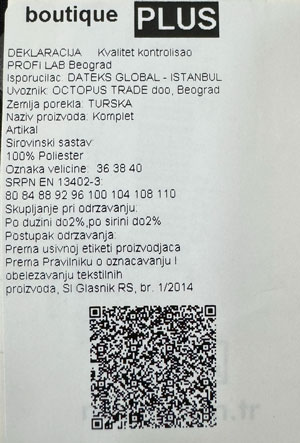 boutique PLUS
DEKLARACIJA Kvalitet kontrolisao
PROFI LAB Beograd
Isporucilac: DATEKS GLOBAL - ISTANBUL
Uvoznik: OCTOPUS TRADE doo, Beograd
Zemlja porekla: TURSKA
Naziv proizvoda: Komplet
Artikal
Sirovinski sastav:
100% Poliester
Oznaka velicine: 36 38 40
SRPN EN 13402-3:
80 84 88 92 96 100 104 108 110
Skupljanje pri odrzavanju:
Po duzini do2%,po sirini do2%
Postupak odrzavanja:
Prema usivnoj etiketi proizvodjaca
Prema Pravilniku o oznacavanju I
obelezavanju tekstilnih
proizvoda, Sl Glasnik RS, br. 1/2014